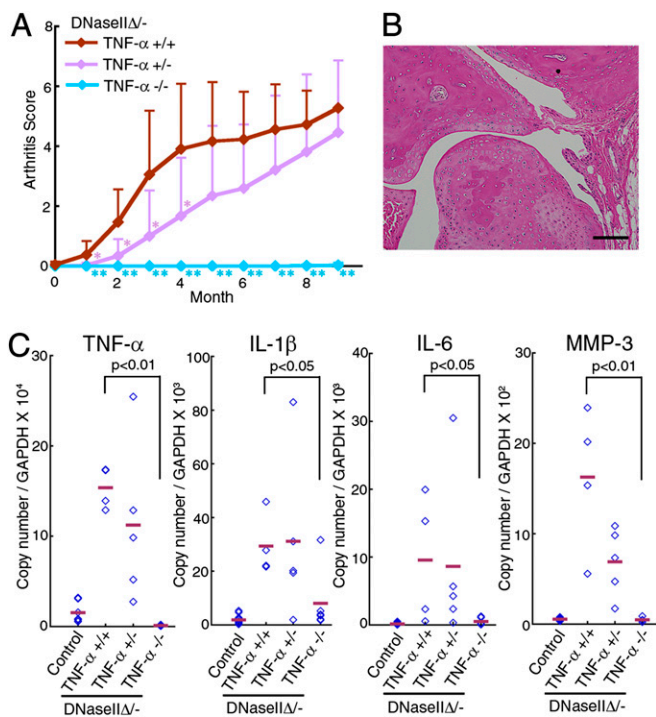 A
DNaseIIΔ/-
TNF-α +/+
TNF-α +/-
TNF-α -/-
Arthritis Score
8
6
4
2
0
* * * *
** ** ** ** ** ** ** ** **
0 2 4 6 8
Month
B
C
TNF-α
p<0.01
Copy number / GAPDH X 10⁴
30
20
10
0
Control
TNF-α +/+
TNF-α +/-
TNF-α -/-
DNaseIIΔ/-
IL-1β
p<0.05
Copy number / GAPDH X 10³
100
80
60
40
20
0
Control
TNF-α +/+
TNF-α +/-
TNF-α -/-
DNaseIIΔ/-
IL-6
p<0.05
Copy number / GAPDH X 10³
40
30
20
10
0
Control
TNF-α +/+
TNF-α +/-
TNF-α -/-
DNaseIIΔ/-
MMP-3
p<0.01
Copy number / GAPDH X 10²
30
20
10
0
Control
TNF-α +/+
TNF-α +/-
TNF-α -/-
DNaseIIΔ/-